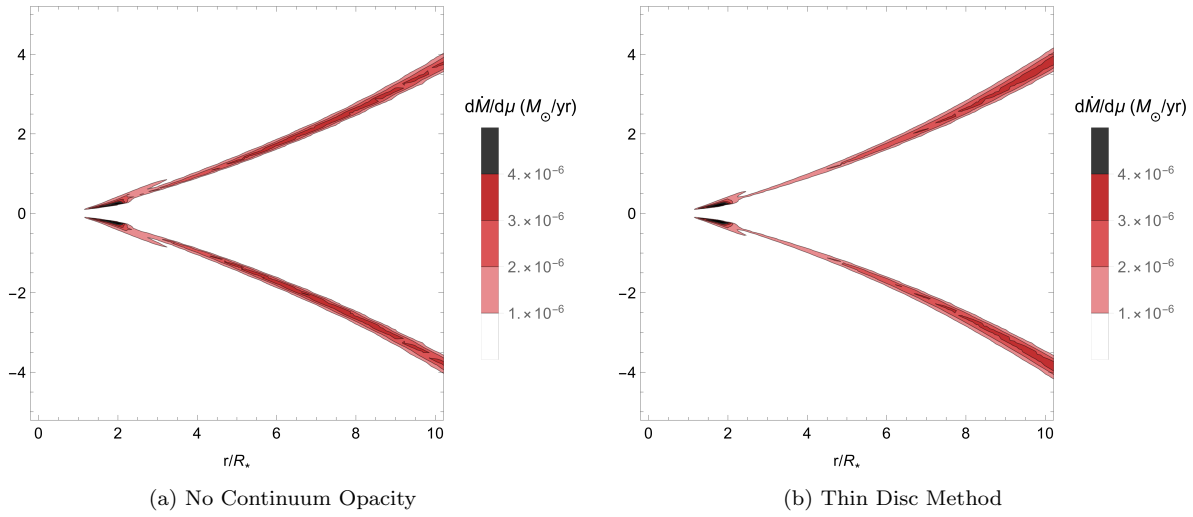 4
2
0
−2
−4
0 2 4 6 8 10
r/R⋆
dṀ/dμ (M☉/yr)
4.×10⁻⁶
3.×10⁻⁶
2.×10⁻⁶
1.×10⁻⁶
(a) No Continuum Opacity
4
2
0
−2
−4
0 2 4 6 8 10
r/R⋆
dṀ/dμ (M☉/yr)
4.×10⁻⁶
3.×10⁻⁶
2.×10⁻⁶
1.×10⁻⁶
(b) Thin Disc Method